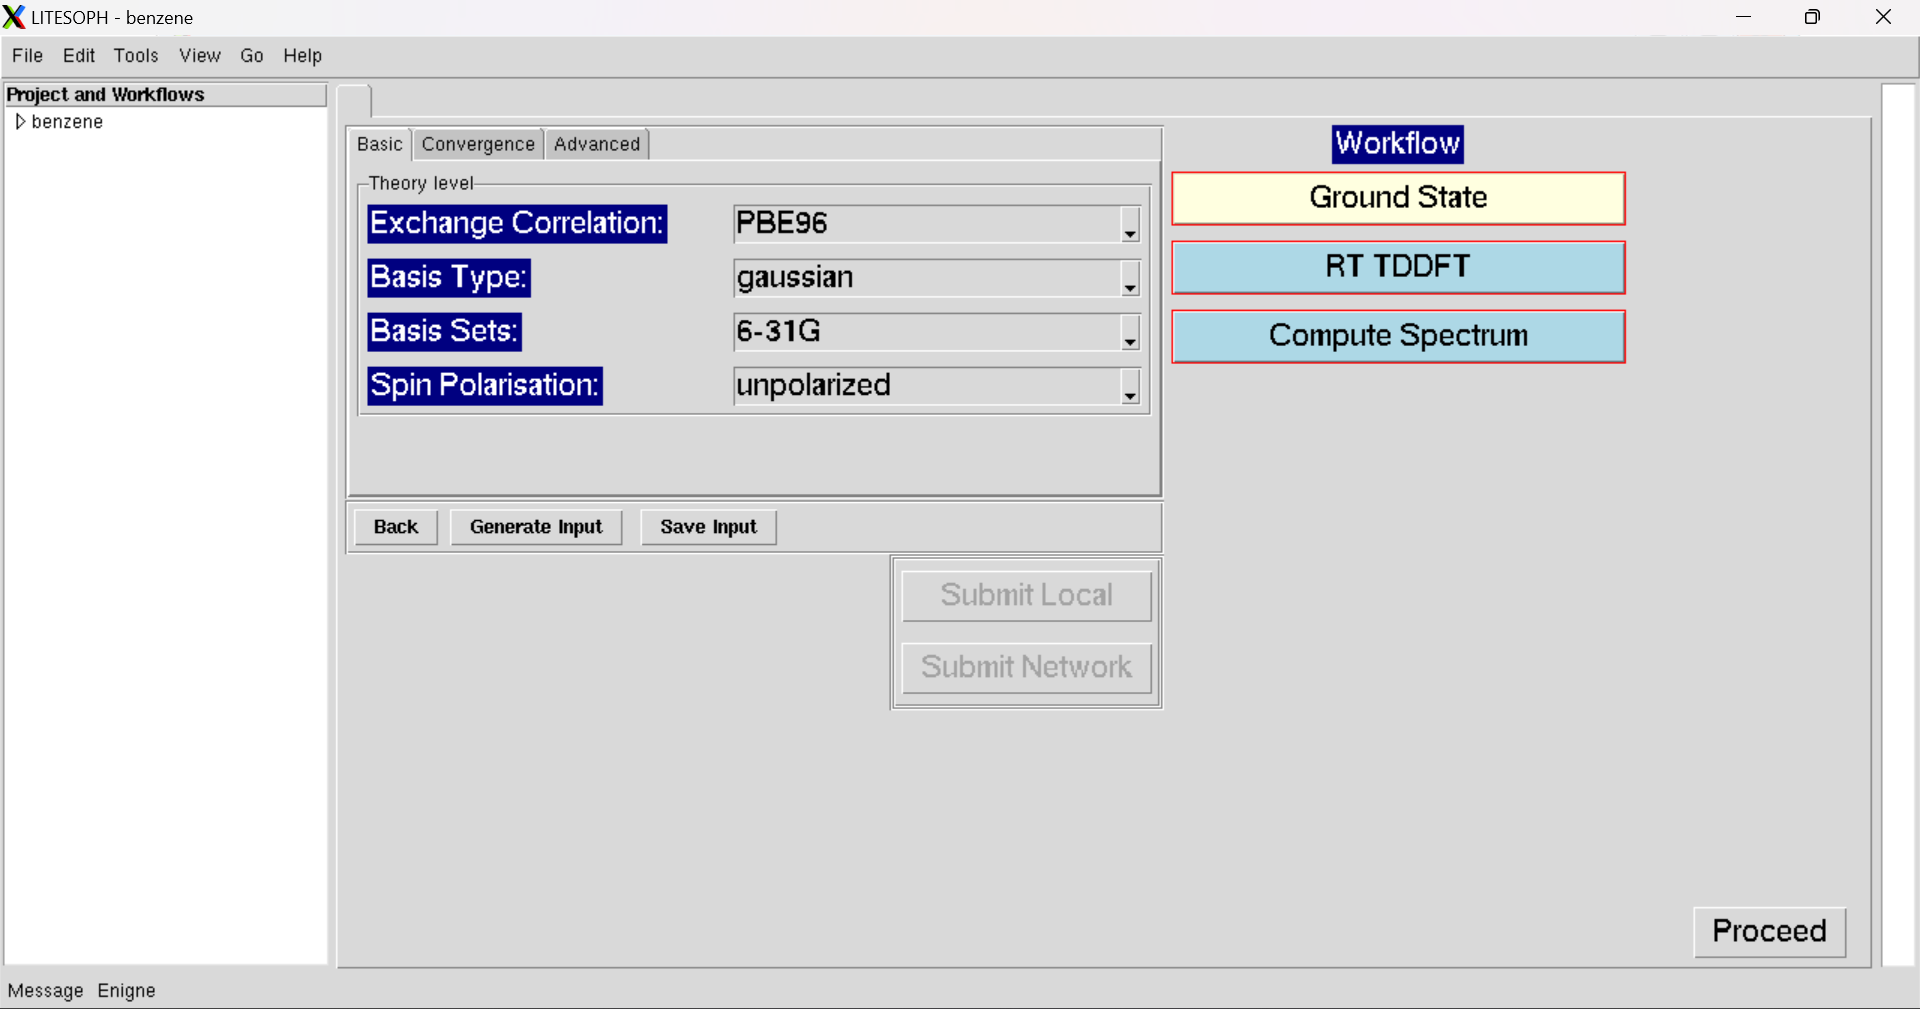 LITESOPH - benzene
File Edit Tools View Go Help
Project and Workflows
benzene
Basic Convergence Advanced
Theory level
Exchange Correlation: PBE96
Basis Type: gaussian
Basis Sets: 6-31G
Spin Polarisation: unpolarized
Back Generate Input Save Input
Submit Local
Submit Network
Workflow
Ground State
RT TDDFT
Compute Spectrum
Proceed
Message Enigne